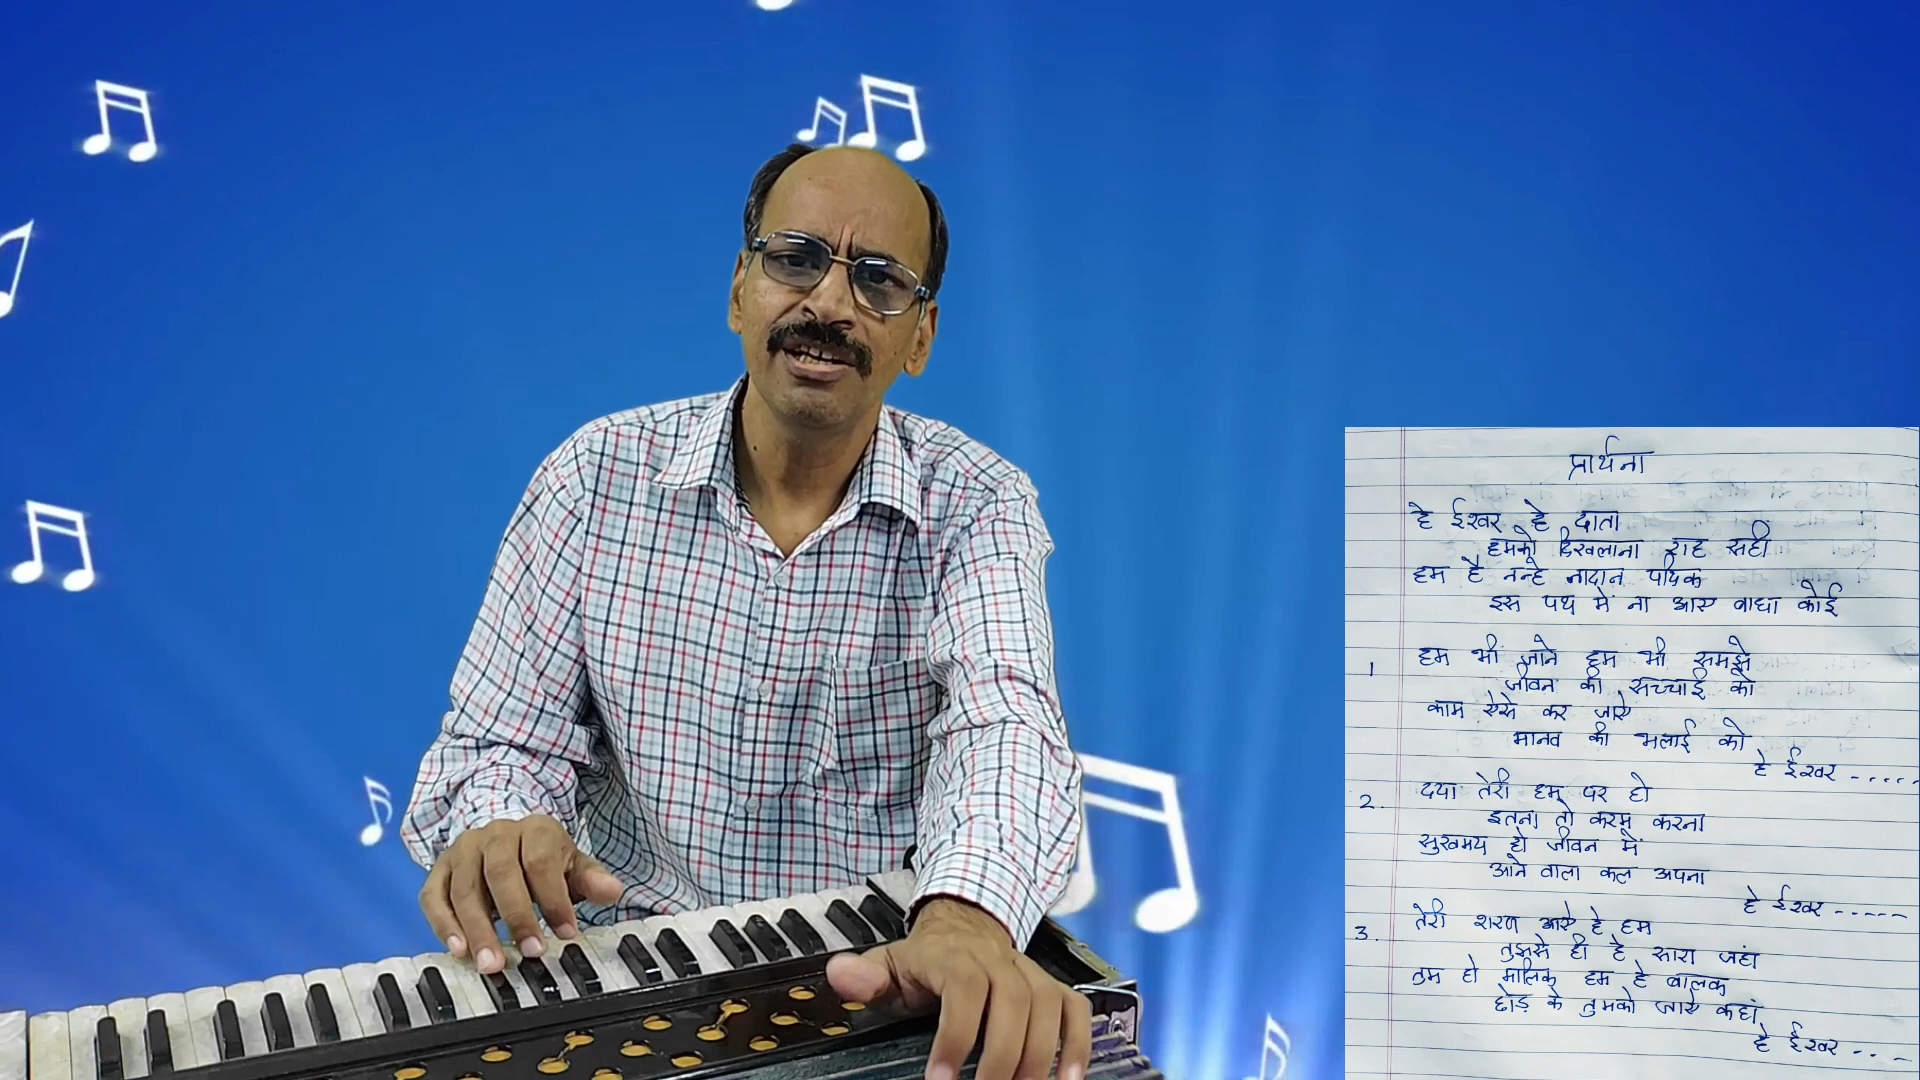 प्रार्थना
हे ईश्वर हे दाता
हमको दिखलाना राह सही
हम है नन्हे नादान पथिक
इस पथ में ना आए बाधा कोई
1 हम भी जाने हम भी समझे
जीवन की सच्चाई को
काम ऐसे कर जाए
मानव की भलाई को
हे ईश्वर -----
2. दया तेरी हम पर हो
इतना तो करम करना
सुखमय हो जीवन में
आने वाला कल अपना
हे ईश्वर -----
3. तेरी शरण आऐ हे हम
तुझसे ही है सारा जहां
तुम हो मालिक हम हे बालक
छोड़ के तुमको जाए कहां
हे ईश्वर ----